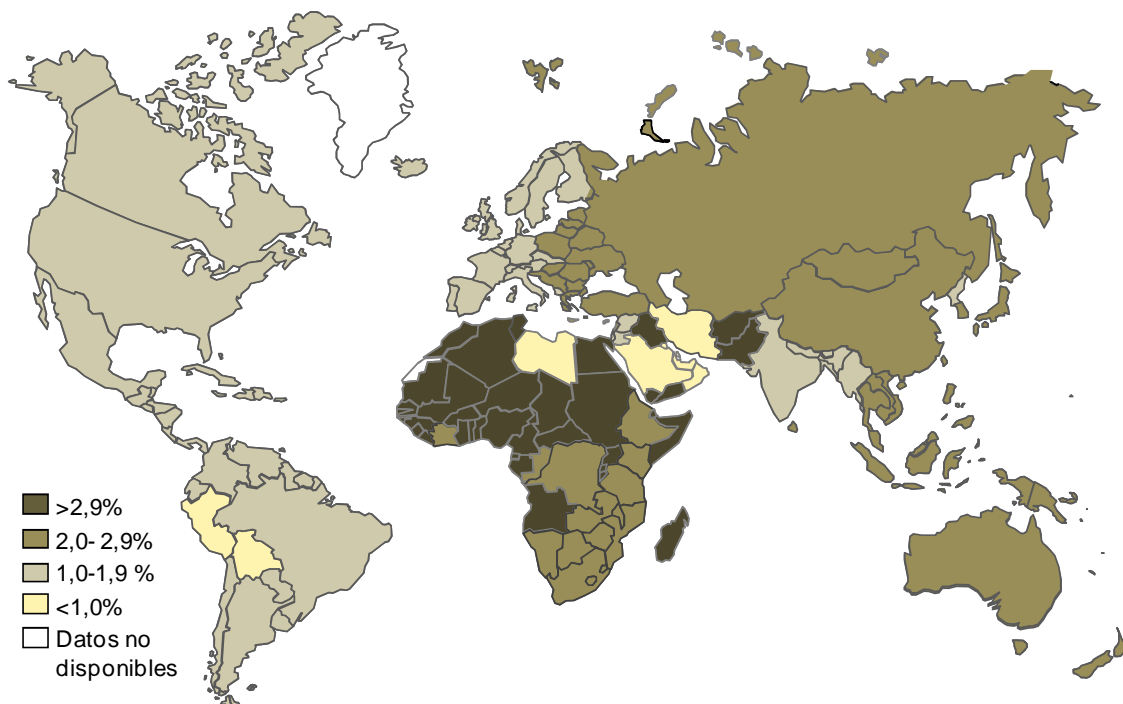 >2,9%
2,0- 2,9%
1,0-1,9 %
<1,0%
Datos no
disponibles